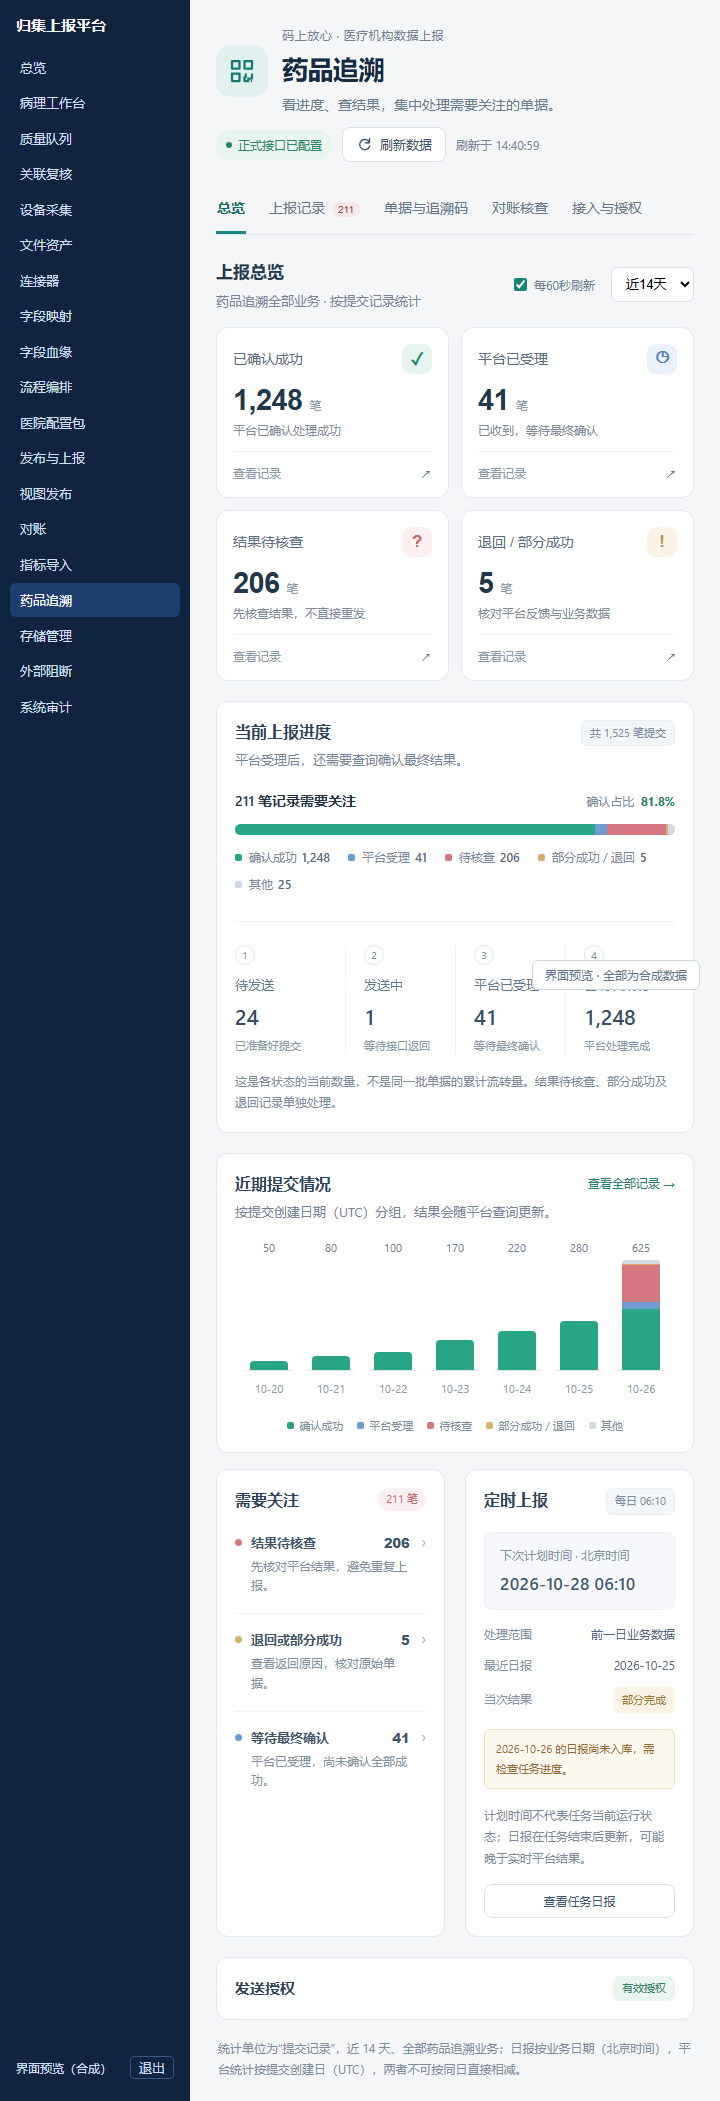 归集上报平台
总览
病理工作台
质量队列
关联复核
设备采集
文件资产
连接器
字段映射
字段血缘
流程编排
医院配置包
发布与上报
视图发布
对账
指标导入
药品追溯
存储管理
外部阻断
系统审计
界面预览（合成）
退出
码上放心 · 医疗机构数据上报
药品追溯
看进度、查结果，集中处理需要关注的单据。
正式接口已配置
刷新数据
刷新于 14:40:59
总览 上报记录 211 单据与追溯码 对账核查 接入与授权
上报总览
药品追溯全部业务 · 按提交记录统计
每60秒刷新
近14天
已确认成功
✓
1,248 笔
平台已确认处理成功
查看记录 ↗
平台已受理
41 笔
已收到，等待最终确认
查看记录 ↗
结果待核查
?
206 笔
先核查结果，不直接重发
查看记录 ↗
退回 / 部分成功
!
5 笔
核对平台反馈与业务数据
查看记录 ↗
当前上报进度
共 1,525 笔提交
平台受理后，还需要查询确认最终结果。
211 笔记录需要关注
确认占比 81.8%
确认成功 1,248 平台受理 41 待核查 206 部分成功 / 退回 5
其他 25
1
待发送
24
已准备好提交
2
发送中
1
等待接口返回
3
平台已受理
41
等待最终确认
4
1,248
平台处理完成
界面预览 · 全部为合成数据
这是各状态的当前数量，不是同一批单据的累计流转量。结果待核查、部分成功及
退回记录单独处理。
近期提交情况
查看全部记录 →
按提交创建日期（UTC）分组，结果会随平台查询更新。
50 80 100 170 220 280 625
10-20 10-21 10-22 10-23 10-24 10-25 10-26
确认成功 平台受理 待核查 部分成功 / 退回 其他
需要关注
211 笔
结果待核查 206 ›
先核对平台结果，避免重复上
报。
退回或部分成功 5 ›
查看返回原因，核对原始单
据。
等待最终确认 41 ›
平台已受理，尚未确认全部成
功。
定时上报
每日 06:10
下次计划时间 · 北京时间
2026-10-28 06:10
处理范围 前一日业务数据
最近日报 2026-10-25
当次结果 部分完成
2026-10-26 的日报尚未入库，需
检查任务进度。
计划时间不代表任务当前运行状
态；日报在任务结束后更新，可能
晚于实时平台结果。
查看任务日报
发送授权
有效授权
统计单位为“提交记录”，近 14 天、全部药品追溯业务；日报按业务日期（北京时间），平
台统计按提交创建日（UTC），两者不可按同日直接相减。